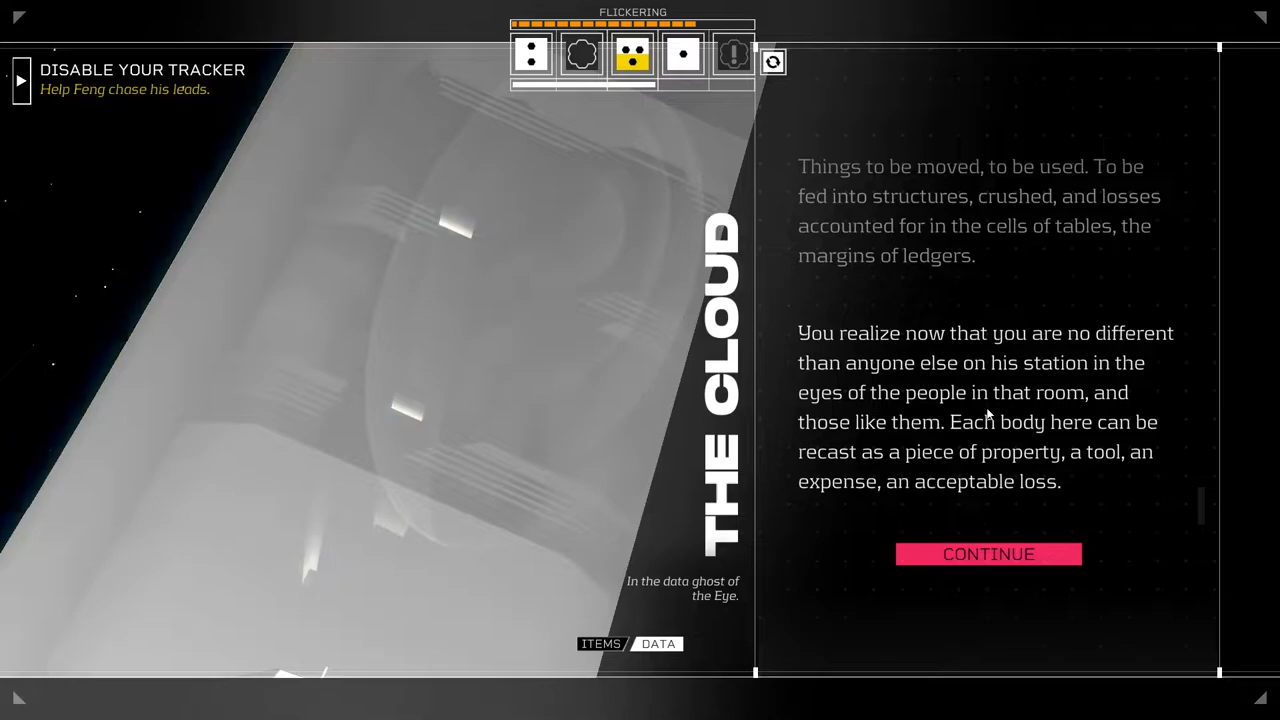 FLICKERING
DISABLE YOUR TRACKER
Help Feng chase his leads.
THE CLOUD
In the data ghost of
the Eye.
ITEMS
DATA
Things to be moved, to be used. To be
fed into structures, crushed, and losses
accounted for in the cells of tables, the
margins of ledgers.
You realize now that you are no different
than anyone else on his station in the
eyes of the people in that room, and
those like them. Each body here can be
recast as a piece of property, a tool, an
expense, an acceptable loss.
CONTINUE